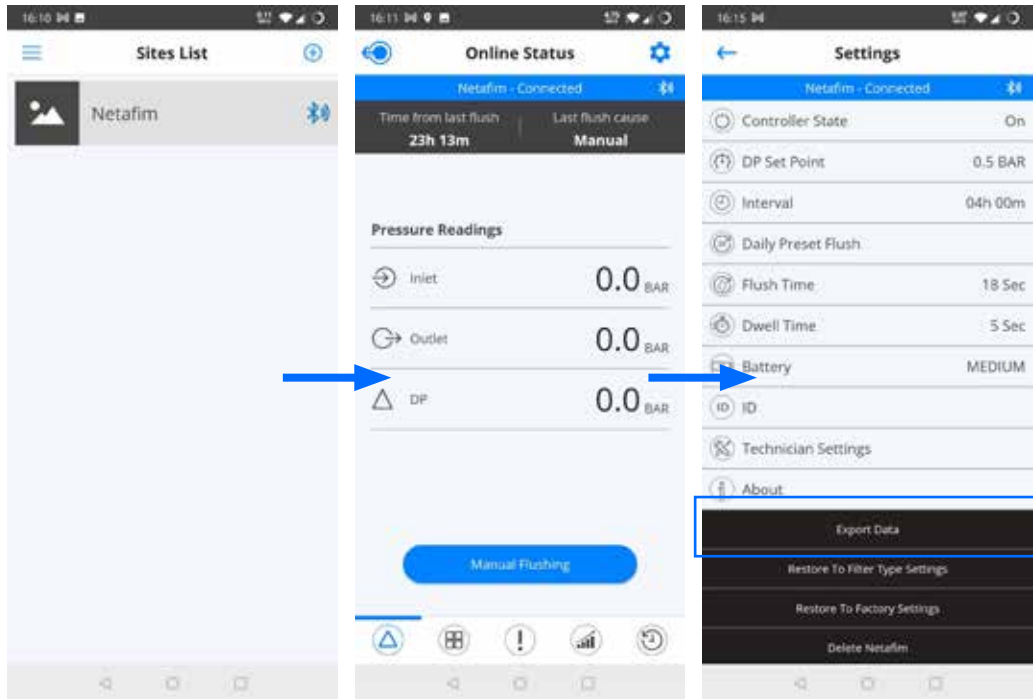 16:10
Sites List
Netafim
16:11
Online Status
Netafim - Connected
Time from last flush
Last flush cause
23h 13m
Manual
Pressure Readings
Inlet
0.0 BAR
Outlet
0.0 BAR
DP
0.0 BAR
Manual Flushing
16:15
Settings
Netafim - Connected
Controller State On
DP Set Point 0.5 BAR
Interval 04h 00m
Daily Preset Flush
Flush Time 18 Sec
Dwell Time 5 Sec
Battery MEDIUM
ID ID
Technician Settings
About
Export Data
Restore To Filter Type Settings
Restore To Factory Settings
Delete Netafim